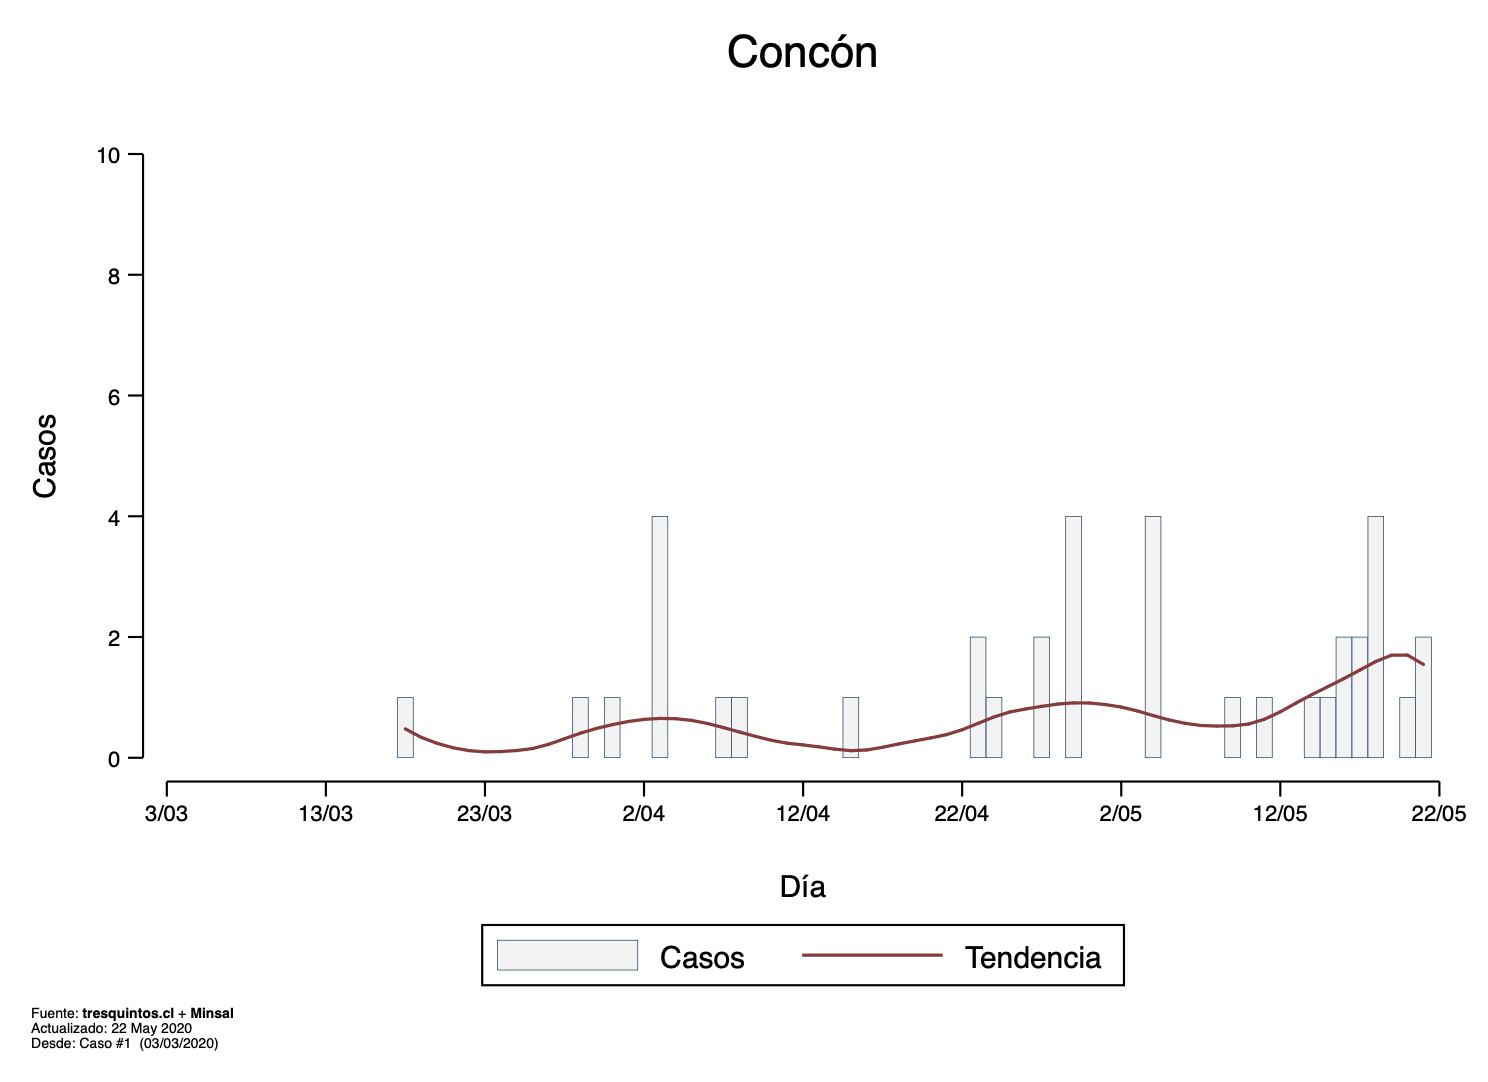 Concón
10
8
6
4
2
0
Casos
3/03 13/03 23/03 2/04 12/04 22/04 2/05 12/05 22/05
Día
Casos Tendencia
Fuente: tresquintos.cl + Minsal
Actualizado: 22 May 2020
Desde: Caso #1 (03/03/2020)